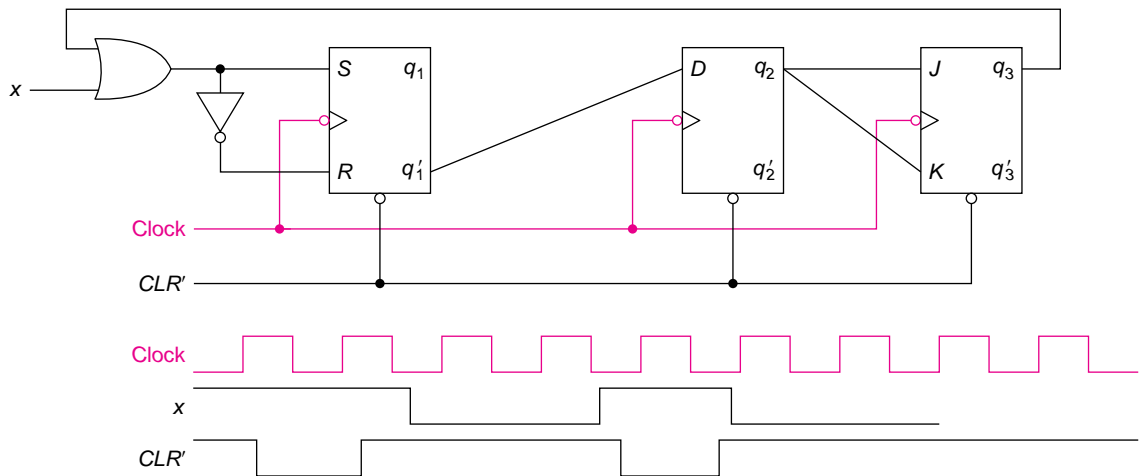 S q₁ D q₂ J q₃
x
R q₁′ q₂′ K q₃′
Clock
CLR′
Clock
x
CLR′